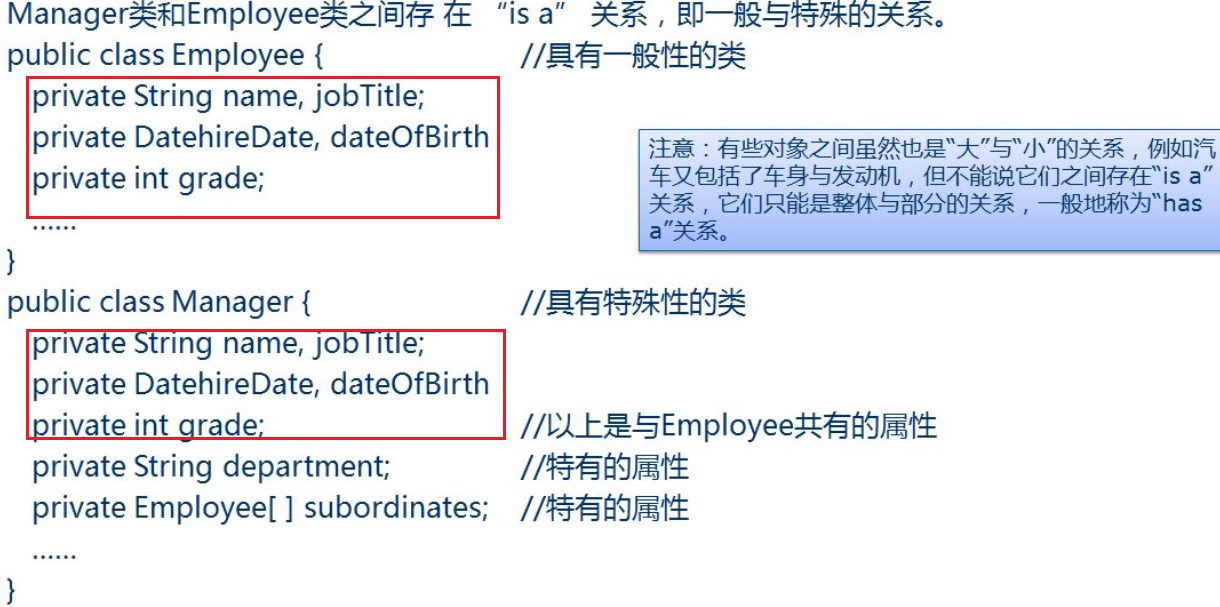 Manager类和Employee类之间存 在 “is a” 关系，即一般与特殊的关系。
public class Employee { //具有一般性的类
private String name, jobTitle;
private DatehireDate, dateOfBirth
private int grade;
······
}
注意：有些对象之间虽然也是“大”与“小”的关系，例如汽
车又包括了车身与发动机，但不能说它们之间存在“is a”
关系，它们只能是整体与部分的关系，一般地称为“has
a”关系。
public class Manager { //具有特殊性的类
private String name, jobTitle;
private DatehireDate, dateOfBirth
private int grade; //以上是与Employee共有的属性
private String department; //特有的属性
private Employee[ ] subordinates; //特有的属性
······
}